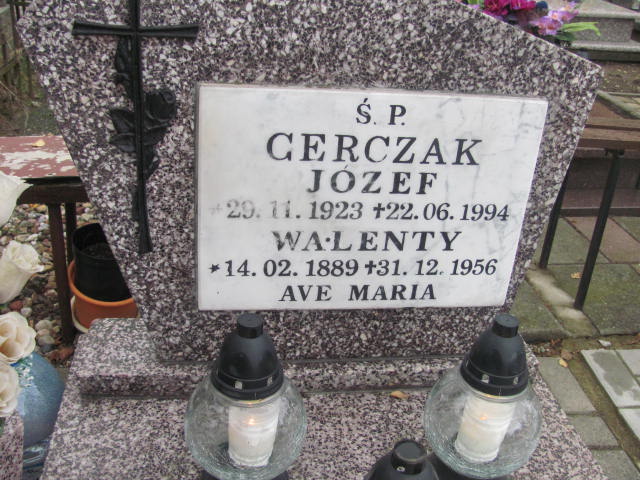 Ś. P.
CERCZAK
JÓZEF
*29. 11. 1923 +22. 06. 1994
WALENTY
*14. 02. 1889 +31. 12. 1956
AVE MARIA